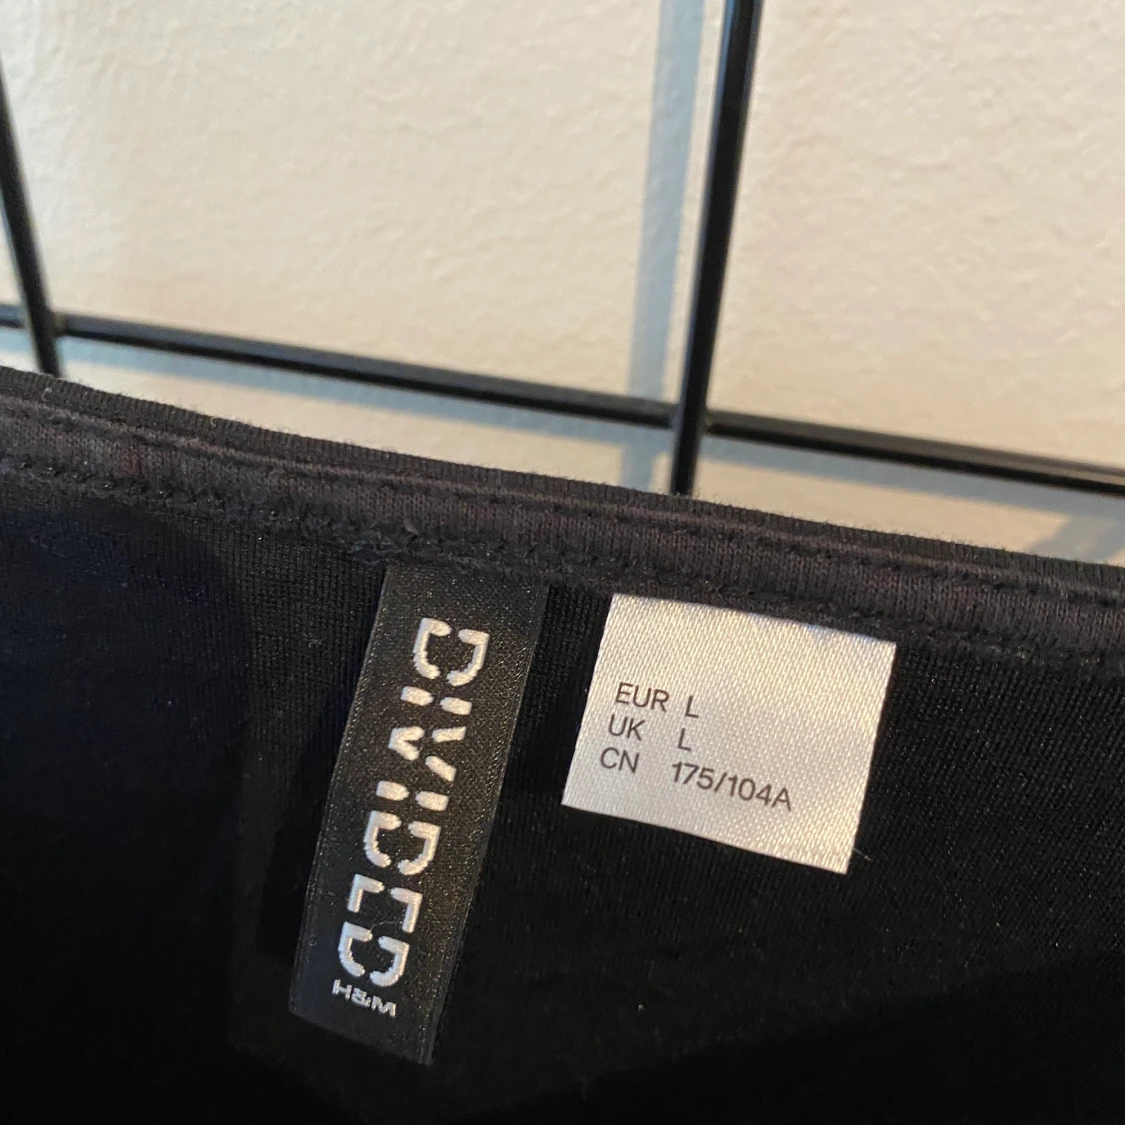 DIVIDED
H&M
EUR L
UK L
CN 175/104A